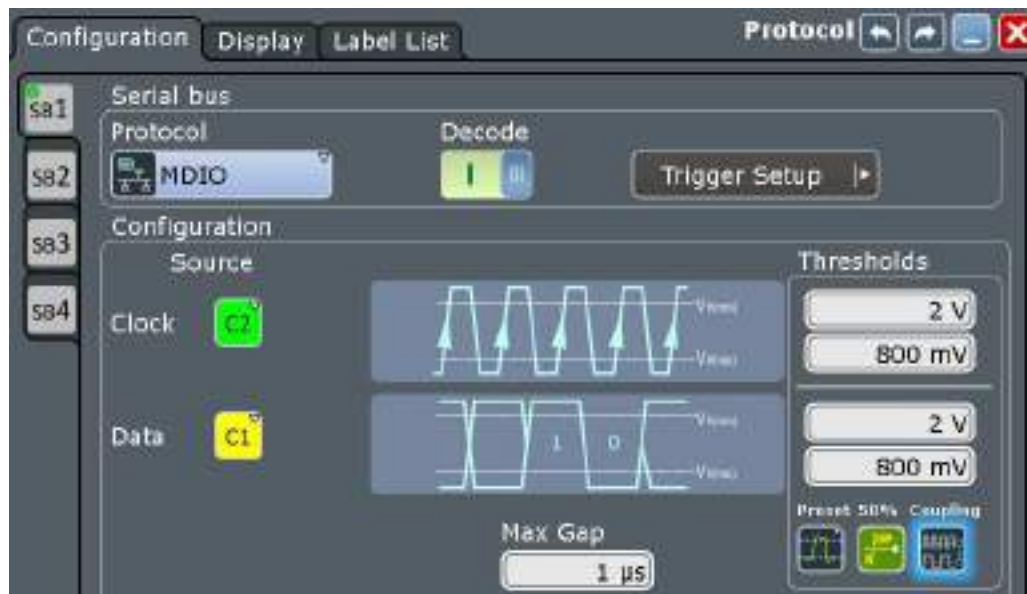 Configuration Display Label List Protocol
SB1
Serial bus
Protocol Decode
SB2
MDIO
Trigger Setup
SB3
Configuration
Source Thresholds
SB4
Clock C2
2 V
800 mV
Data C1
1 0
2 V
800 mV
Preset 50% Coupling
Max Gap
1 µs